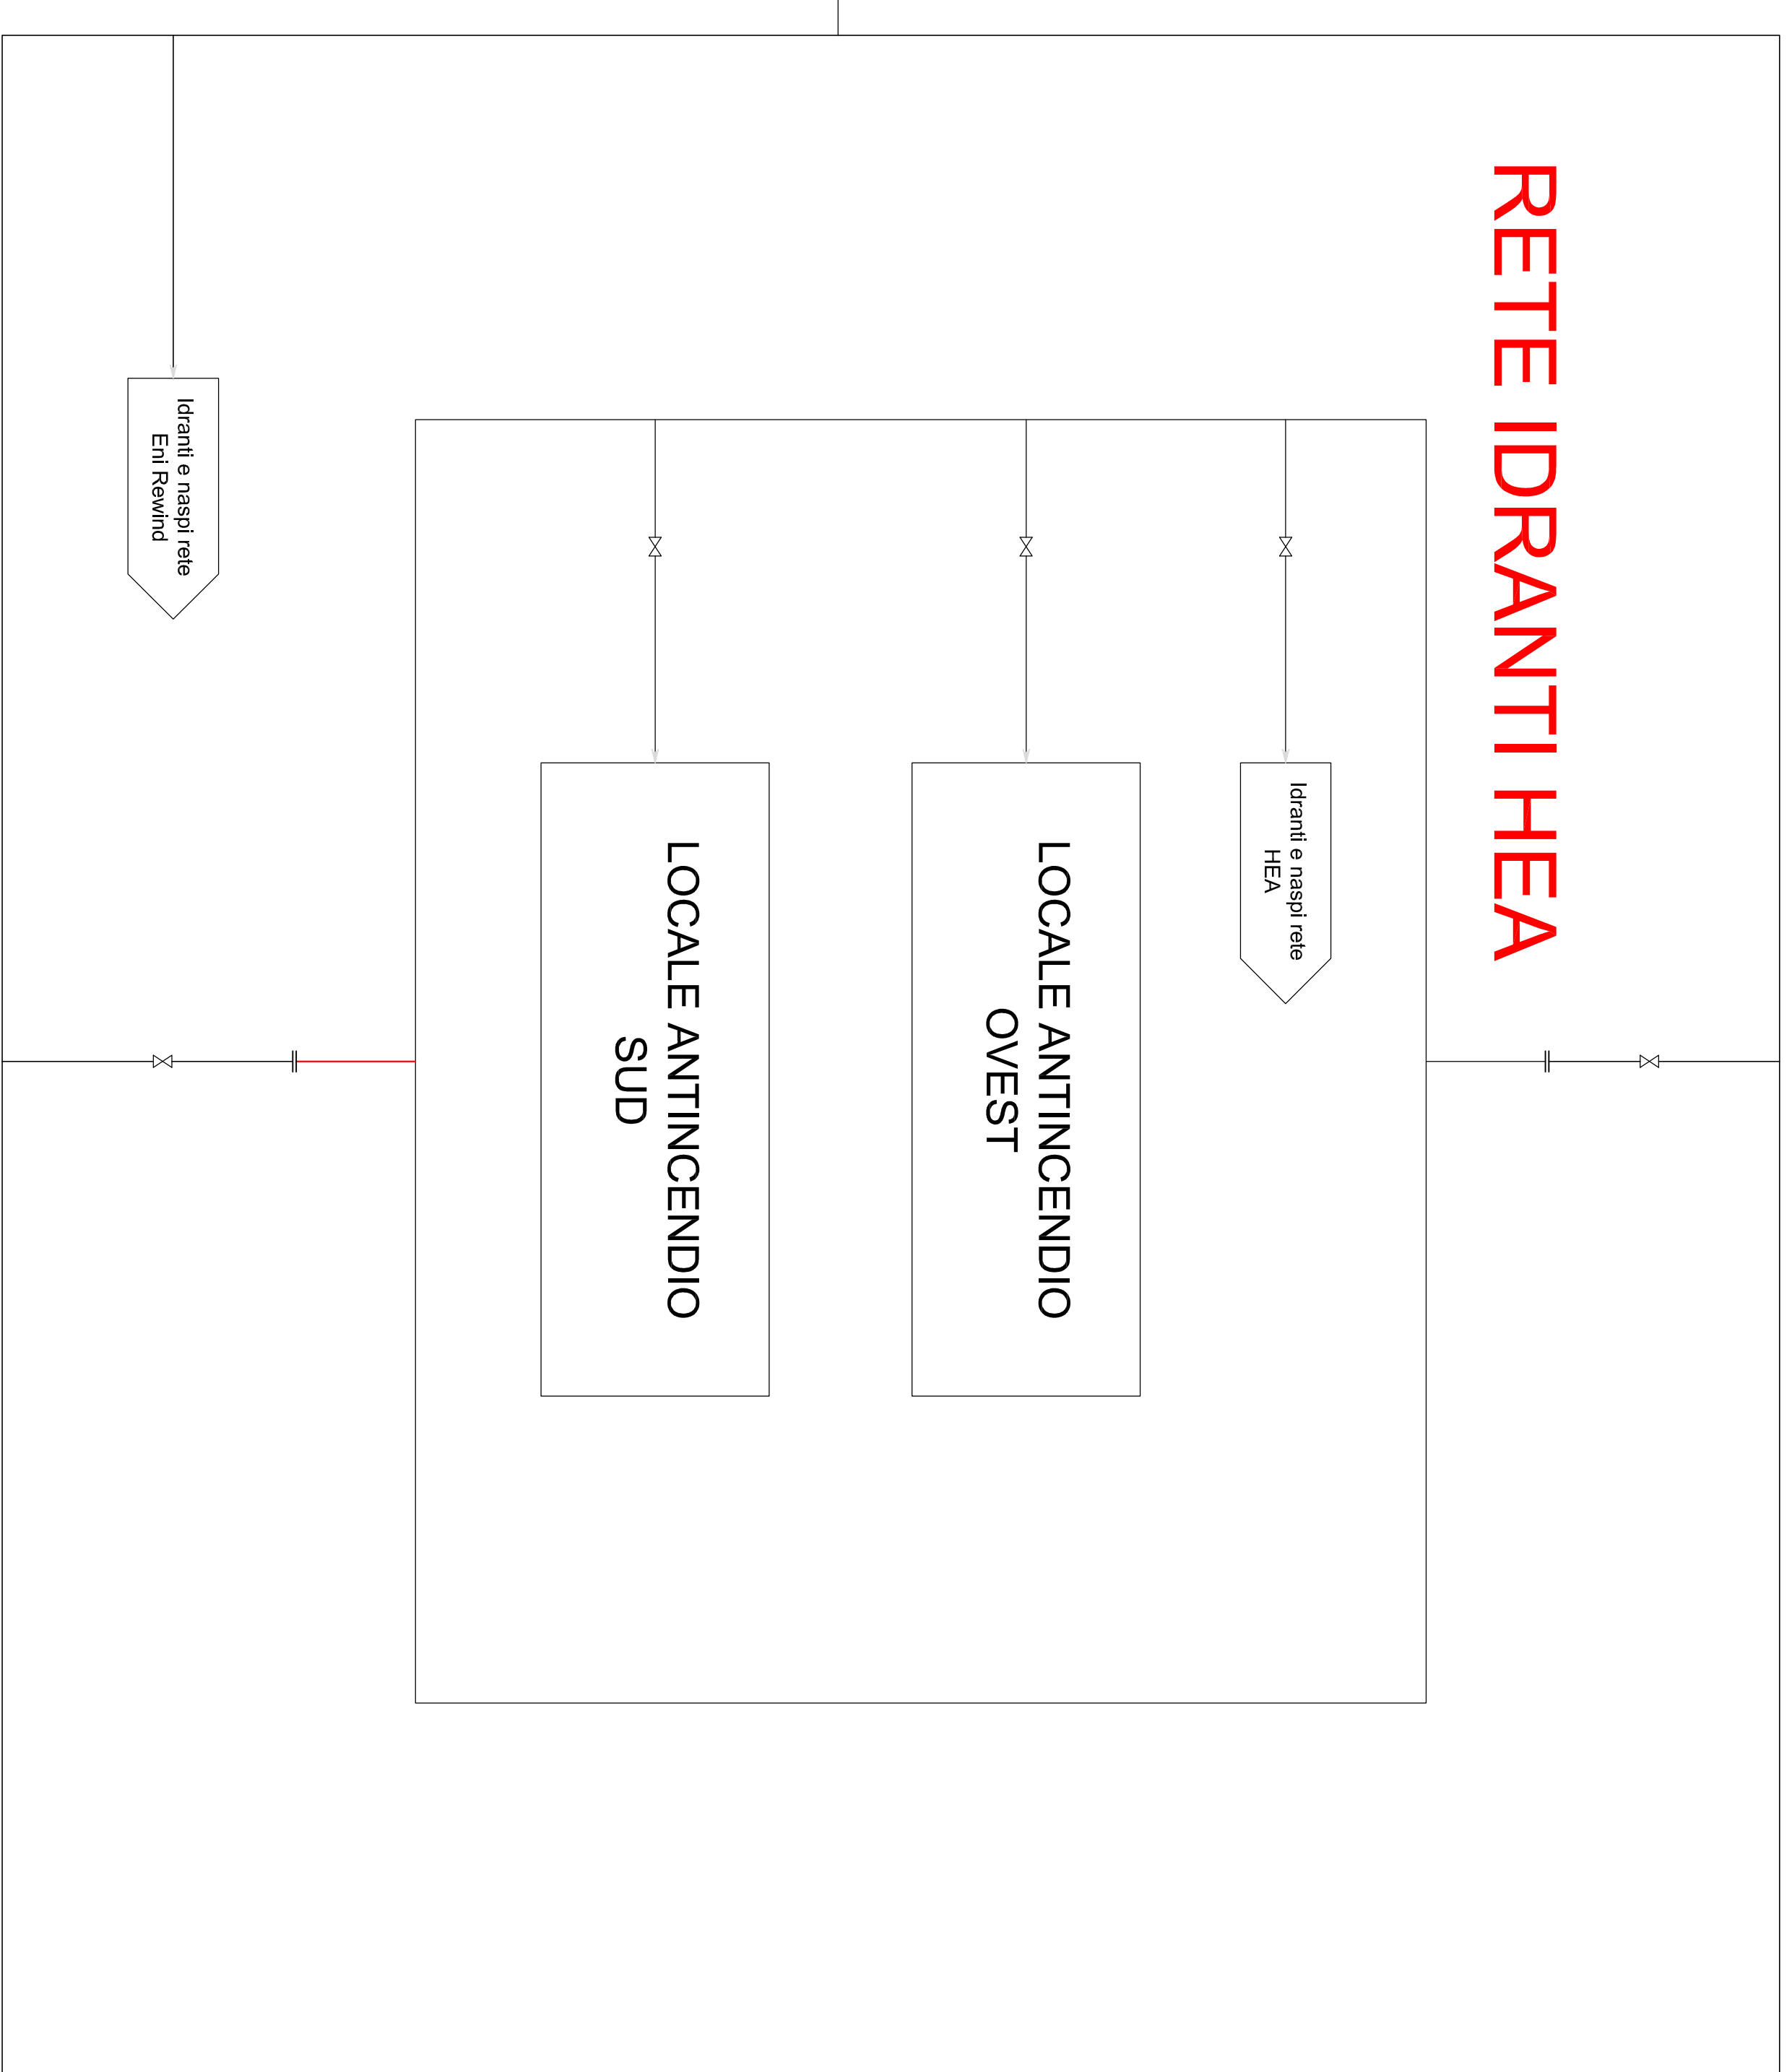 RETE IDRANTI HEA
Idranti e naspi rete
HEA
LOCALE ANTINCENDIO
OVEST
LOCALE ANTINCENDIO
SUD
Idranti e naspi rete
Eni Rewind